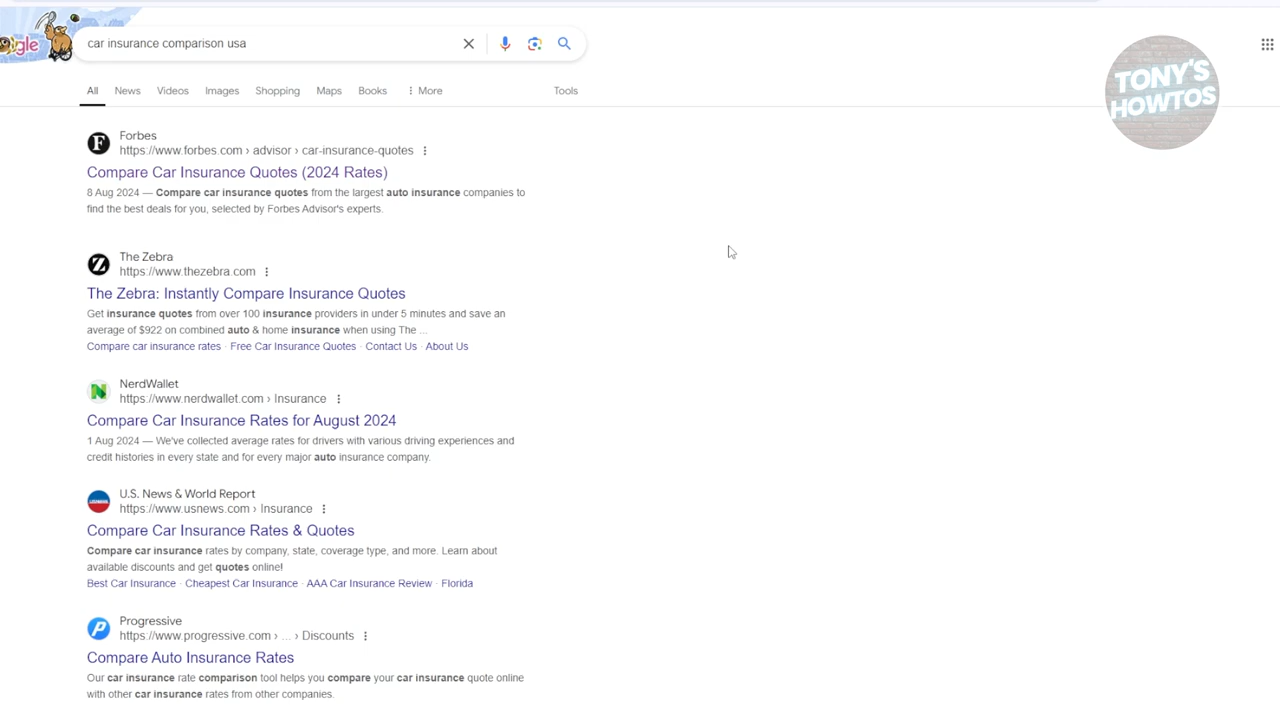 gle
car insurance comparison usa
All News Videos Images Shopping Maps Books More Tools
TONY'S
HOWTOS
Forbes
https://www.forbes.com › advisor › car-insurance-quotes
Compare Car Insurance Quotes (2024 Rates)
8 Aug 2024 — Compare car insurance quotes from the largest auto insurance companies to
find the best deals for you, selected by Forbes Advisor's experts.
The Zebra
https://www.thezebra.com
The Zebra: Instantly Compare Insurance Quotes
Get insurance quotes from over 100 insurance providers in under 5 minutes and save an
average of $922 on combined auto & home insurance when using The ...
Compare car insurance rates · Free Car Insurance Quotes · Contact Us · About Us
NerdWallet
https://www.nerdwallet.com › Insurance
Compare Car Insurance Rates for August 2024
1 Aug 2024 — We've collected average rates for drivers with various driving experiences and
credit histories in every state and for every major auto insurance company.
U.S. News & World Report
https://www.usnews.com › Insurance
Compare Car Insurance Rates & Quotes
Compare car insurance rates by company, state, coverage type, and more. Learn about
available discounts and get quotes online!
Best Car Insurance · Cheapest Car Insurance · AAA Car Insurance Review · Florida
Progressive
https://www.progressive.com › ... › Discounts
Compare Auto Insurance Rates
Our car insurance rate comparison tool helps you compare your car insurance quote online
with other car insurance rates from other companies.